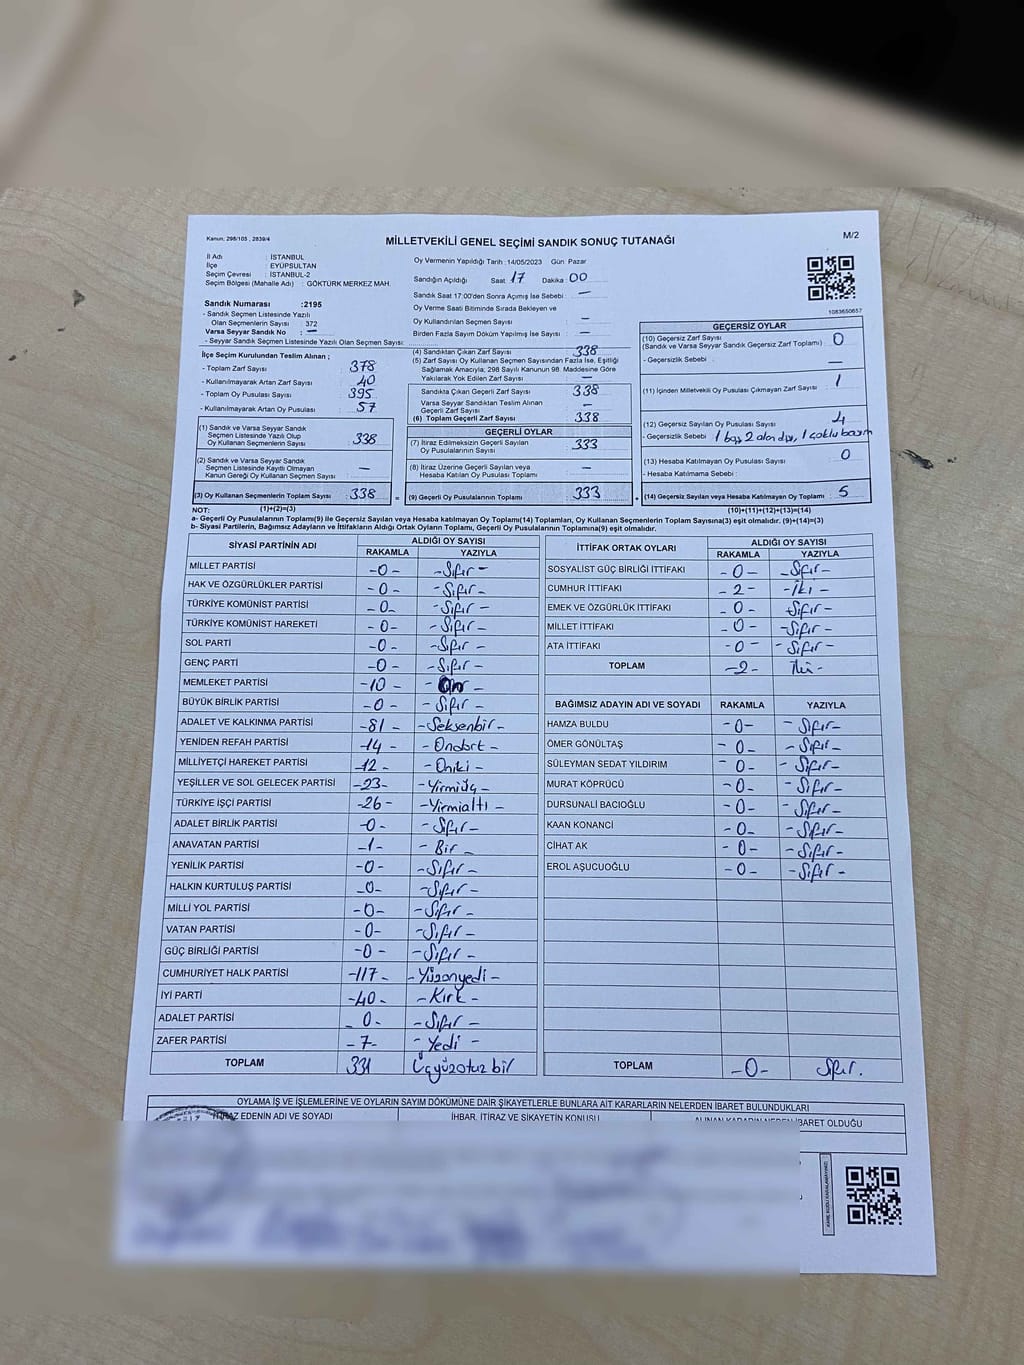 Kanun; 298/105 , 2839/4
MİLLETVEKİLİ GENEL SEÇİMİ SANDIK SONUÇ TUTANAĞI
M/2
İl Adı : İSTANBUL
İlçe : EYÜPSULTAN
Seçim Çevresi : İSTANBUL-2
Seçim Bölgesi (Mahalle Adı) : GÖKTÜRK MERKEZ MAH.
Sandık Numarası :2195
- Sandık Seçmen Listesinde Yazılı
Olan Seçmenlerin Sayısı : 372
Varsa Seyyar Sandık No : —
- Seyyar Sandık Seçmen Listesinde Yazılı Olan Seçmen Sayısı:
İlçe Seçim Kurulundan Teslim Alınan ;
- Toplam Zarf Sayısı : 378
- Kullanılmayarak Artan Zarf Sayısı : 40
- Toplam Oy Pusulası Sayısı : 395
- Kullanılmayarak Artan Oy Pusulası : 57
(1) Sandık ve Varsa Seyyar Sandık
Seçmen Listesinde Yazılı Olup
Oy Kullanan Seçmenlerin Sayısı : 338
(2) Sandık ve Varsa Seyyar Sandık
Seçmen Listesinde Kayıtlı Olmayan
Kanun Gereği Oy Kullanan Seçmen Sayısı : —
(3) Oy Kullanan Seçmenlerin Toplam Sayısı : 338 =
Oy Vermenin Yapıldığı Tarih :14/05/2023 Gün Pazar
Sandığın Açıldığı Saat 17 Dakika 00
Sandık Saat 17:00'den Sonra Açılmış İse Sebebi : —
Oy Verme Saati Bitiminde Sırada Bekleyen ve
Oy Kullandırılan Seçmen Sayısı : —
Birden Fazla Sayım Döküm Yapılmış İse Sayısı : —
(4) Sandıktan Çıkan Zarf Sayısı : 338
(5) Zarf Sayısı Oy Kullanan Seçmen Sayısından Fazla İse, Eşitliği
Sağlamak Amacıyla; 298 Sayılı Kanunun 98. Maddesine Göre
Yakılarak Yok Edilen Zarf Sayısı : —
Sandıkta Çıkan Geçerli Zarf Sayısı : 338
Varsa Seyyar Sandıktan Teslim Alınan
Geçerli Zarf Sayısı : —
(6) Toplam Geçerli Zarf Sayısı : 338
GEÇERLİ OYLAR
(7) İtiraz Edilmeksizin Geçerli Sayılan
Oy Pusulalarının Sayısı : 333
(8) İtiraz Üzerine Geçerli Sayılan veya
Hesaba Katılan Oy Pusulası Toplamı : —
(9) Geçerli Oy Pusulalarının Toplamı : 333 +
1083650657
GEÇERSİZ OYLAR
(10) Geçersiz Zarf Sayısı
(Sandık ve Varsa Seyyar Sandık Geçersiz Zarf Toplamı) : 0
- Geçersizlik Sebebi : —
(11) İçinden Milletvekili Oy Pusulası Çıkmayan Zarf Sayısı : 1
(12) Geçersiz Sayılan Oy Pusulası Sayısı : 4
- Geçersizlik Sebebi : 1 boş, 2 alan dışı, 1 çoklu basım
(13) Hesaba Katılmayan Oy Pusulası Sayısı : 0
- Hesaba Katılmama Sebebi :
(14) Geçersiz Sayılan veya Hesaba Katılmayan Oy Toplamı : 5
NOT: (1)+(2)=(3) (10)+(11)+(12)+(13)=(14)
a- Geçerli Oy Pusulalarının Toplamı(9) ile Geçersiz Sayılan veya Hesaba katılmayan Oy Toplamı(14) Toplamları, Oy Kullanan Seçmenlerin Toplam Sayısına(3) eşit olmalıdır. (9)+(14)=(3)
b- Siyasi Partilerin, Bağımsız Adayların ve İttifakların Aldığı Ortak Oyların Toplamı, Geçerli Oy Pusulalarının Toplamına(9) eşit olmalıdır.
SİYASİ PARTİNİN ADI ALDIĞI OY SAYISI
RAKAMLA YAZIYLA
MİLLET PARTİSİ -0- -Sıfır-
HAK VE ÖZGÜRLÜKLER PARTİSİ -0- -Sıfır-
TÜRKİYE KOMÜNİST PARTİSİ -0- -Sıfır-
TÜRKİYE KOMÜNİST HAREKETİ -0- -Sıfır-
SOL PARTİ -0- -Sıfır-
GENÇ PARTİ -0- -Sıfır-
MEMLEKET PARTİSİ -10- -On-
BÜYÜK BİRLİK PARTİSİ -0- -Sıfır-
ADALET VE KALKINMA PARTİSİ -81- -Seksenbir-
YENİDEN REFAH PARTİSİ -14- -Ondört-
MİLLİYETÇİ HAREKET PARTİSİ -12- -Oniki-
YEŞİLLER VE SOL GELECEK PARTİSİ -23- -Yirmiüç-
TÜRKİYE İŞÇİ PARTİSİ -26- -Yirmialtı-
ADALET BİRLİK PARTİSİ -0- -Sıfır-
ANAVATAN PARTİSİ -1- -Bir-
YENİLİK PARTİSİ -0- -Sıfır-
HALKIN KURTULUŞ PARTİSİ -0- -Sıfır-
MİLLİ YOL PARTİSİ -0- -Sıfır-
VATAN PARTİSİ -0- -Sıfır-
GÜÇ BİRLİĞİ PARTİSİ -0- -Sıfır-
CUMHURİYET HALK PARTİSİ -117- -Yüzonyedi-
İYİ PARTİ -40- -Kırk-
ADALET PARTİSİ -0- -Sıfır-
ZAFER PARTİSİ -7- -Yedi-
TOPLAM 331 Üçyüzotuz bir
İTTİFAK ORTAK OYLARI ALDIĞI OY SAYISI
RAKAMLA YAZIYLA
SOSYALİST GÜÇ BİRLİĞİ İTTİFAKI -0- -Sıfır-
CUMHUR İTTİFAKI -2- -İki-
EMEK VE ÖZGÜRLÜK İTTİFAKI -0- -Sıfır-
MİLLET İTTİFAKI -0- -Sıfır-
ATA İTTİFAKI -0- -Sıfır-
TOPLAM -2- İki-
BAĞIMSIZ ADAYIN ADI VE SOYADI RAKAMLA YAZIYLA
HAMZA BULDU -0- -Sıfır-
ÖMER GÖNÜLTAŞ -0- -Sıfır-
SÜLEYMAN SEDAT YILDIRIM -0- -Sıfır-
MURAT KÖPRÜCÜ -0- -Sıfır-
DURSUNALİ BACIOĞLU -0- -Sıfır-
KAAN KONANCİ -0- -Sıfır-
CİHAT AK -0- -Sıfır-
EROL AŞUCUOĞLU -0- -Sıfır-
TOPLAM -0- Sıfır.
OYLAMA İŞ VE İŞLEMLERİNE VE OYLARIN SAYIM DÖKÜMÜNE DAİR ŞİKAYETLERLE BUNLARA AİT KARARLARIN NELERDEN İBARET BULUNDUKLARI
İTİRAZ EDENİN ADI VE SOYADI İHBAR, İTİRAZ VE ŞİKAYETİN KONUSU ALINAN KARARIN NEDEN İBARET OLDUĞU